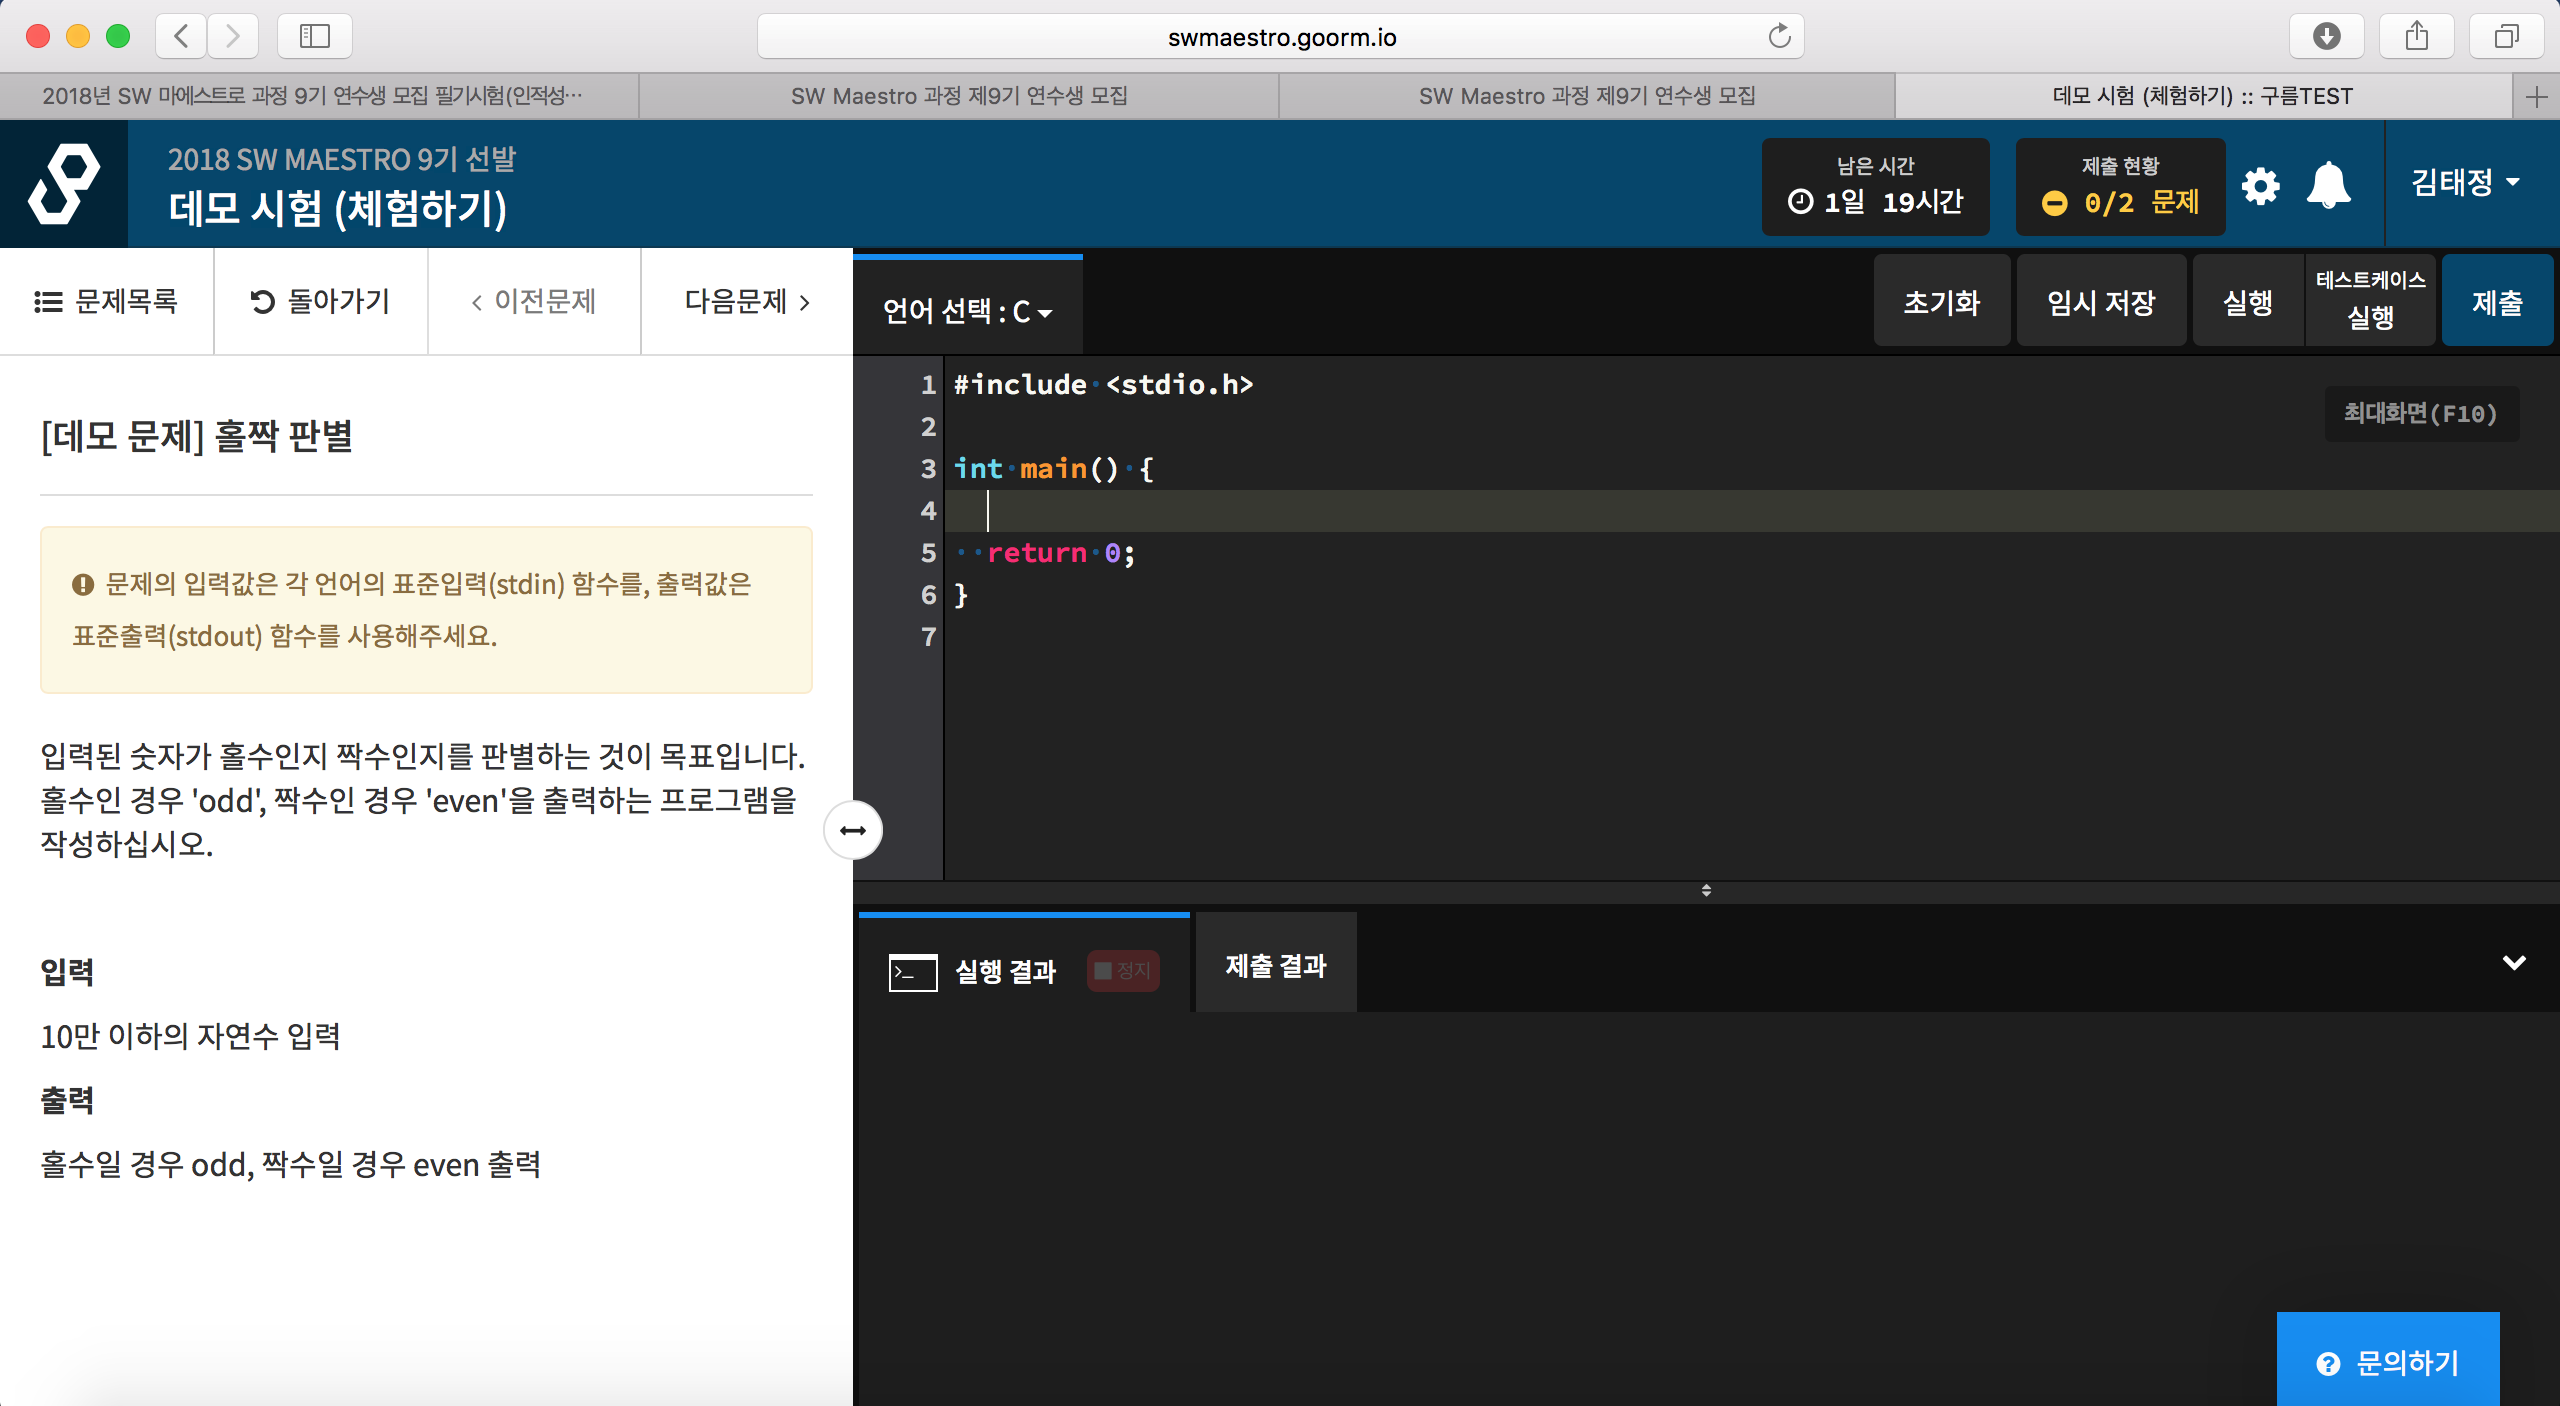 swmaestro.goorm.io
2018년 SW 마에스트로 과정 9기 연수생 모집 필기시험(인적성…
SW Maestro 과정 제9기 연수생 모집
SW Maestro 과정 제9기 연수생 모집
데모 시험 (체험하기) :: 구름TEST
2018 SW MAESTRO 9기 선발
데모 시험 (체험하기)
남은 시간
1일 19시간
제출 현황
0/2 문제
김태정
문제목록
돌아가기
이전문제
다음문제
언어 선택 : C
초기화
임시 저장
실행
테스트케이스
실행
제출
[데모 문제] 홀짝 판별
문제의 입력값은 각 언어의 표준입력(stdin) 함수를, 출력값은
표준출력(stdout) 함수를 사용해주세요.
입력된 숫자가 홀수인지 짝수인지를 판별하는 것이 목표입니다.
홀수인 경우 'odd', 짝수인 경우 'even'을 출력하는 프로그램을
작성하십시오.
입력
10만 이하의 자연수 입력
출력
홀수일 경우 odd, 짝수일 경우 even 출력
1 #include <stdio.h>
2
3 int main() {
4
5 return 0;
6 }
7
최대화면(F10)
실행 결과
정지
제출 결과
문의하기